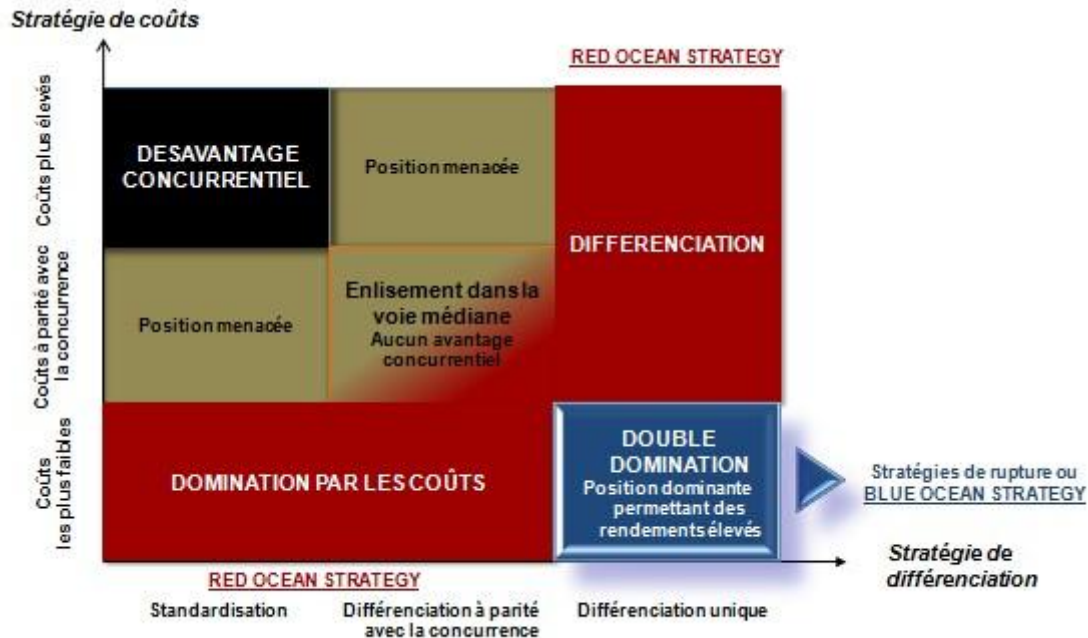 Stratégie de coûts
RED OCEAN STRATEGY
Coûts plus élevés
DESAVANTAGE
CONCURRENTIEL
Position menacée
DIFFERENCIATION
Coûts à parité avec
la concurrence
Position menacée
Enlisement dans la
voie médiane
Aucun avantage
concurrentiel
Coûts
les plus faibles
DOMINATION PAR LES COÛTS
DOUBLE
DOMINATION
Position dominante
permettant des
rendements élevés
Stratégies de rupture ou
BLUE OCEAN STRATEGY
Stratégie de
différenciation
RED OCEAN STRATEGY
Standardisation
Différenciation à parité
avec la concurrence
Différenciation unique